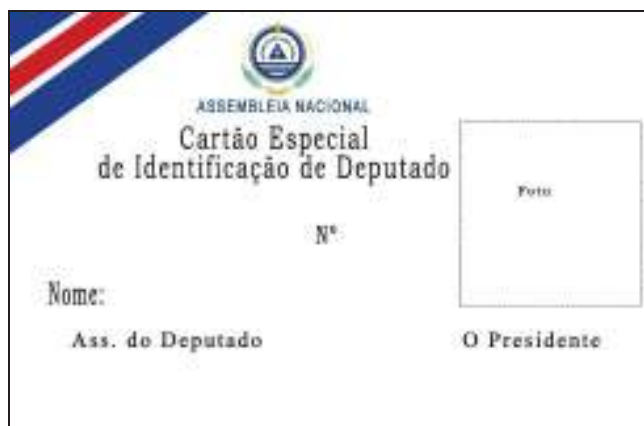 ASSEMBLEIA NACIONAL
Cartão Especial
de Identificação de Deputado
Foto
Nº
Nome:
Ass. do Deputado
O Presidente